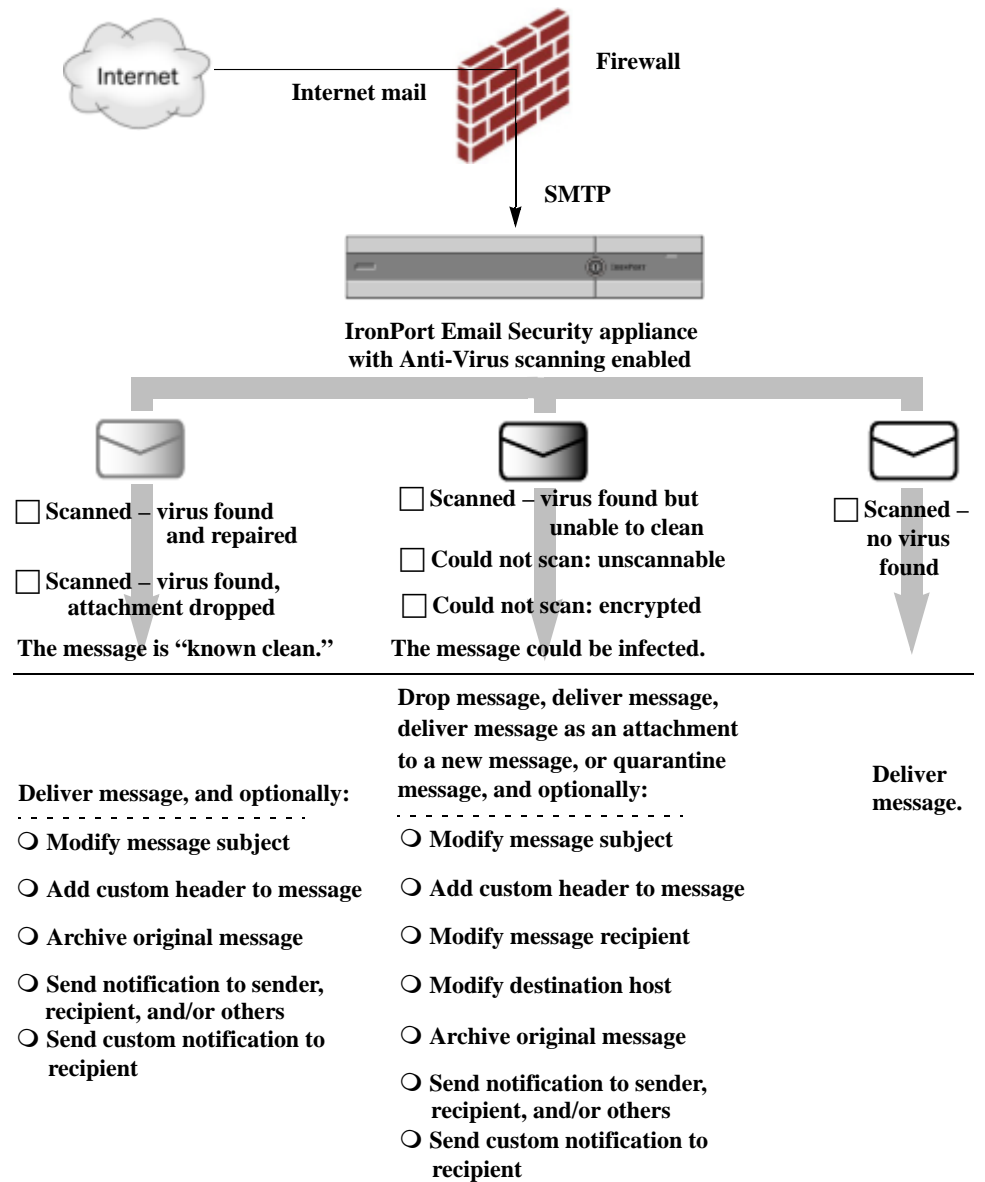 Internet
Internet mail
Firewall
SMTP
IRONPORT
IronPort Email Security appliance
with Anti-Virus scanning enabled
Scanned – virus found
and repaired
Scanned – virus found,
attachment dropped
The message is “known clean.”
Scanned – virus found but
unable to clean
Could not scan: unscannable
Could not scan: encrypted
The message could be infected.
Scanned –
no virus
found
Deliver message, and optionally:
Modify message subject
Add custom header to message
Archive original message
Send notification to sender,
recipient, and/or others
Send custom notification to
recipient
Drop message, deliver message,
deliver message as an attachment
to a new message, or quarantine
message, and optionally:
Modify message subject
Add custom header to message
Modify message recipient
Modify destination host
Archive original message
Send notification to sender,
recipient, and/or others
Send custom notification to
recipient
Deliver
message.